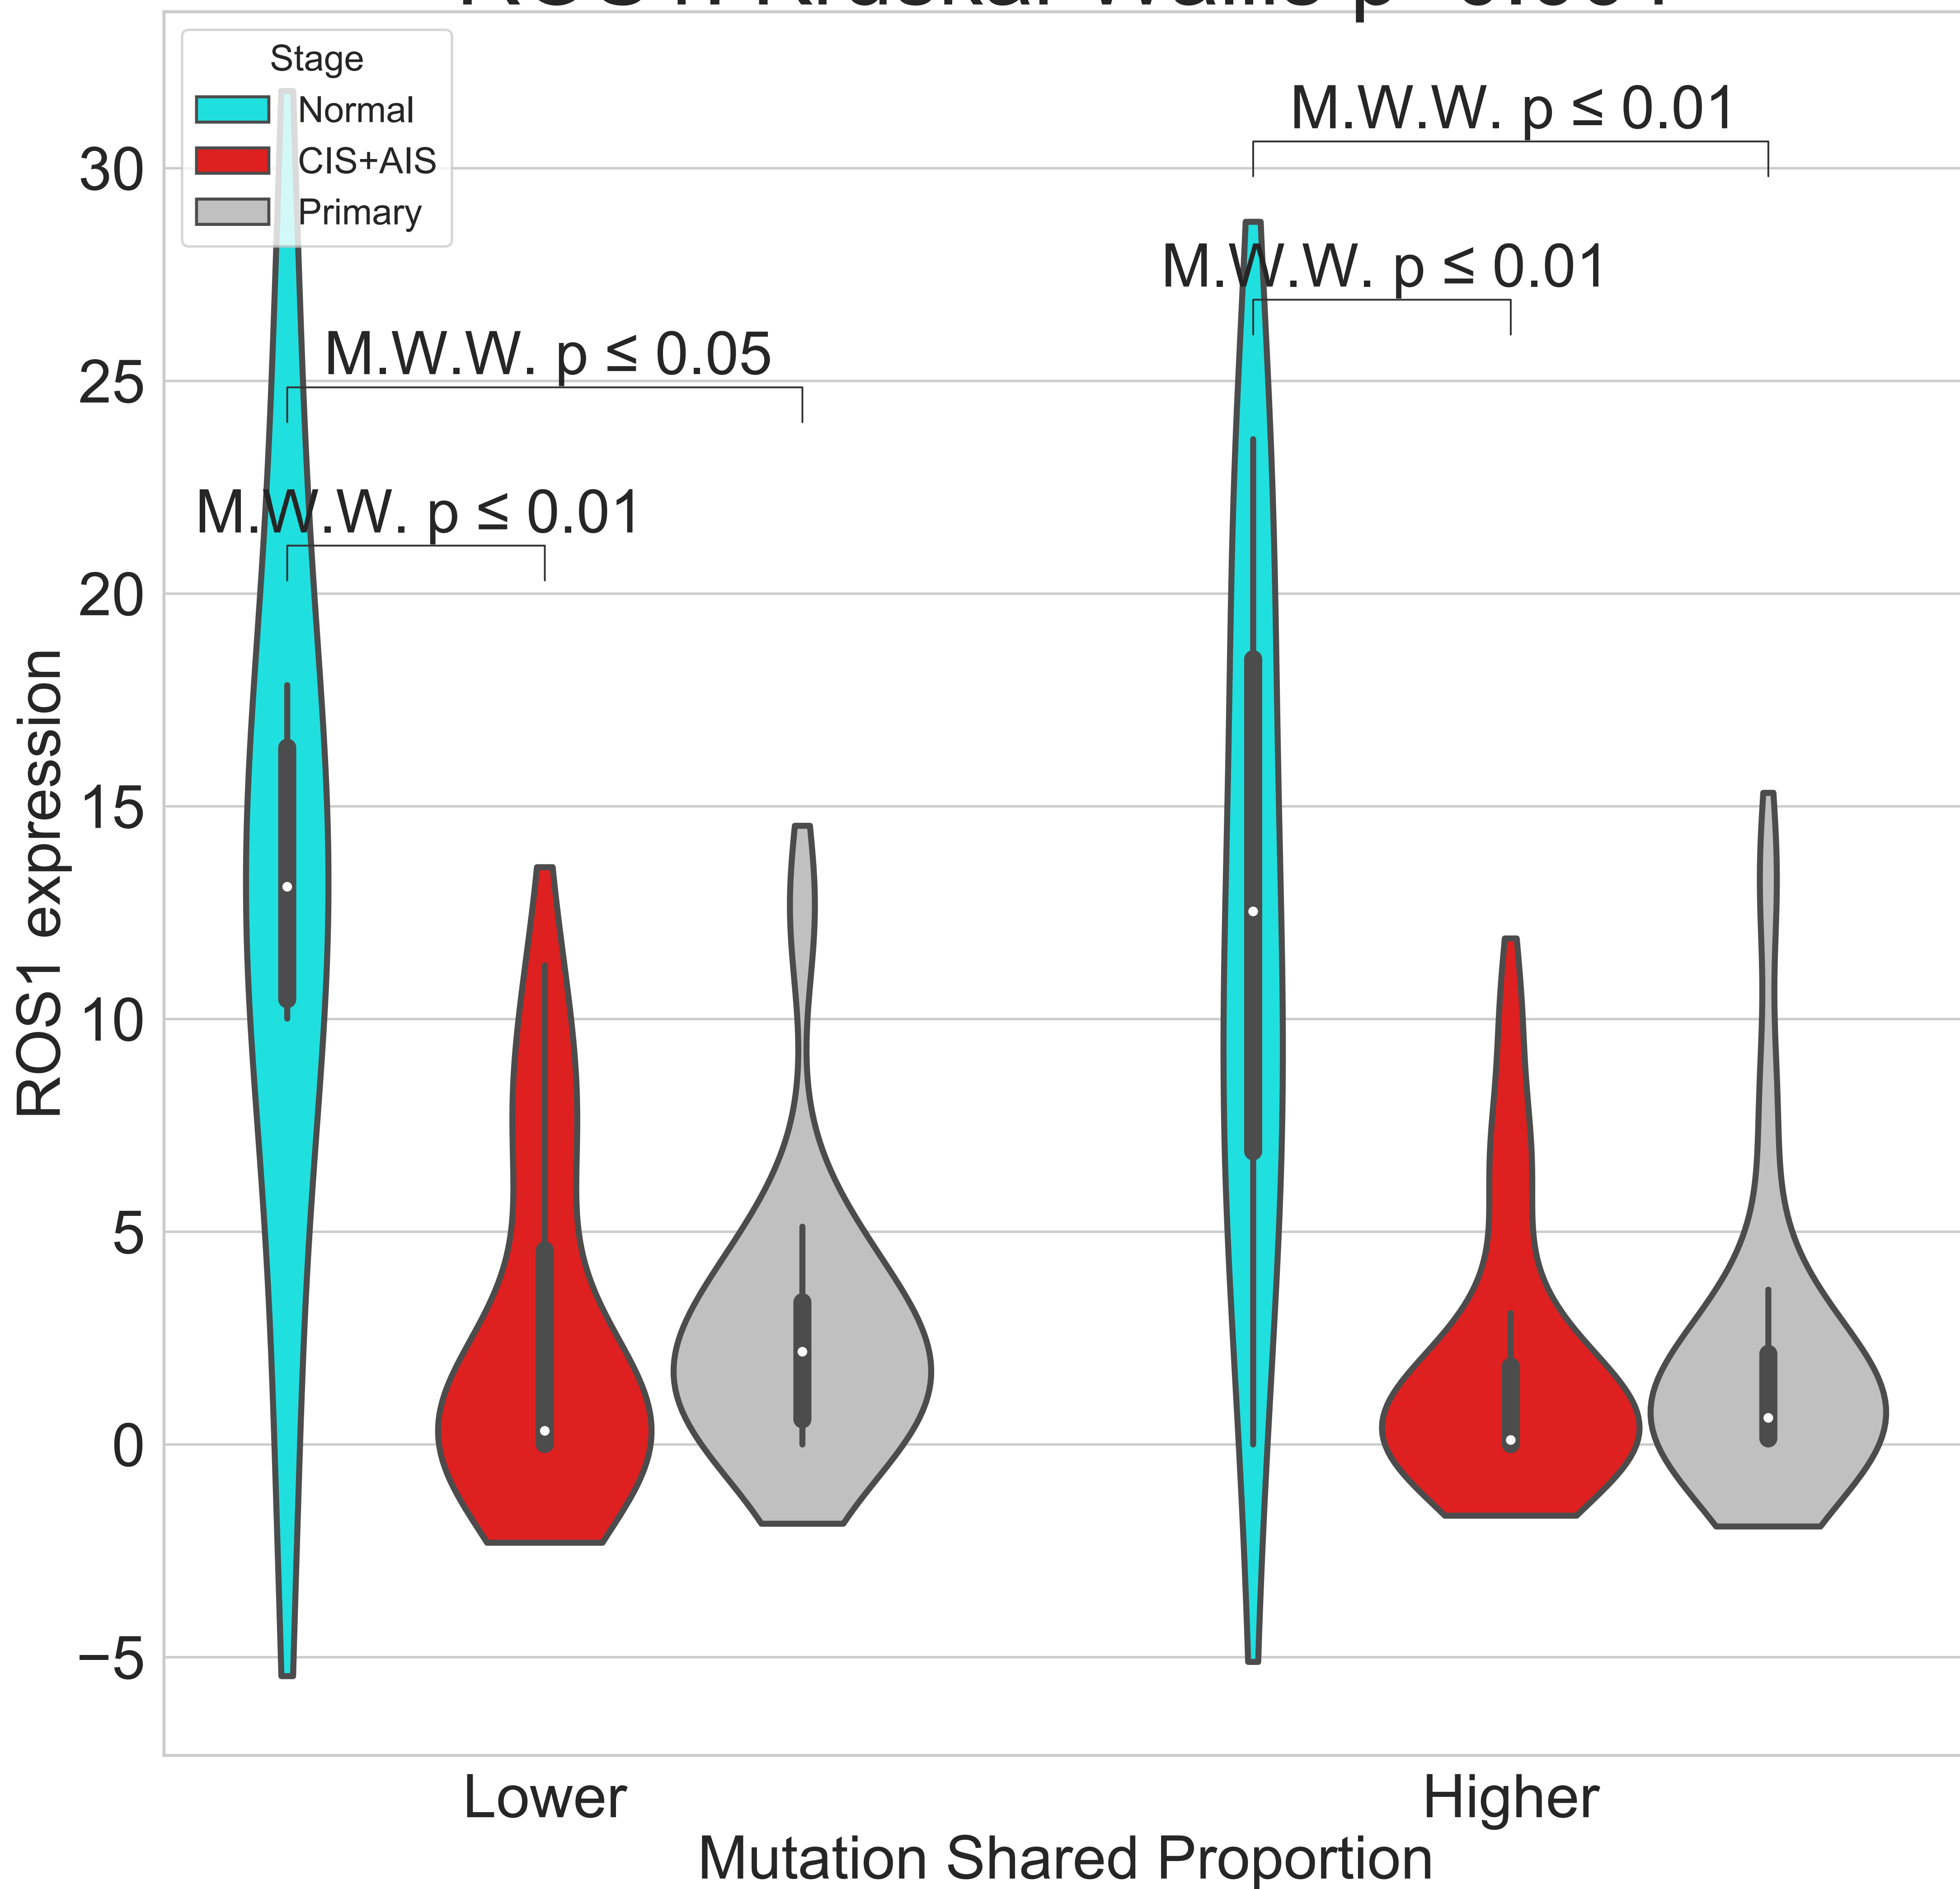 Stage
Normal
CIS+AIS
Primary
M.W.W. p ≤ 0.01
M.W.W. p ≤ 0.01
M.W.W. p ≤ 0.05
M.W.W. p ≤ 0.01
30
25
20
15
10
5
0
−5
ROS1 expression
Lower
Higher
Mutation Shared Proportion